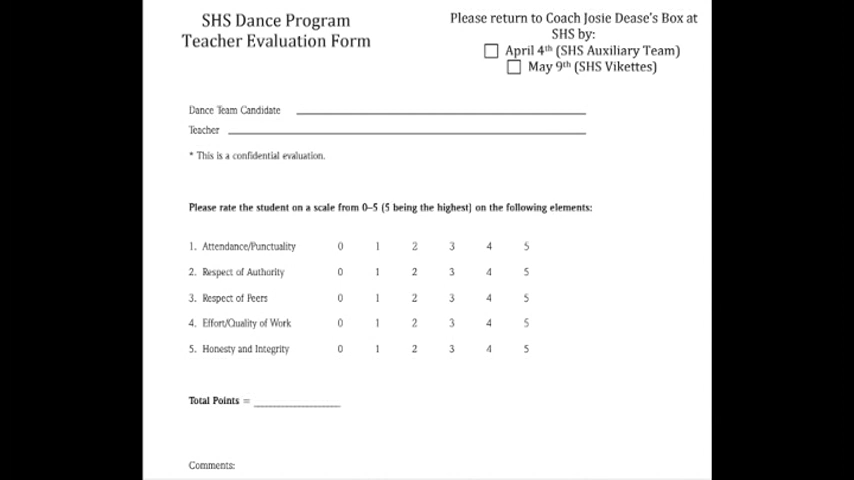 SHS Dance Program
Teacher Evaluation Form
Please return to Coach Josie Dease's Box at
SHS by:
April 4th (SHS Auxiliary Team)
May 9th (SHS Vikettes)
Dance Team Candidate
Teacher
* This is a confidential evaluation.
Please rate the student on a scale from 0–5 (5 being the highest) on the following elements:
1. Attendance/Punctuality 0 1 2 3 4 5
2. Respect of Authority 0 1 2 3 4 5
3. Respect of Peers 0 1 2 3 4 5
4. Effort/Quality of Work 0 1 2 3 4 5
5. Honesty and Integrity 0 1 2 3 4 5
Total Points =
Comments: